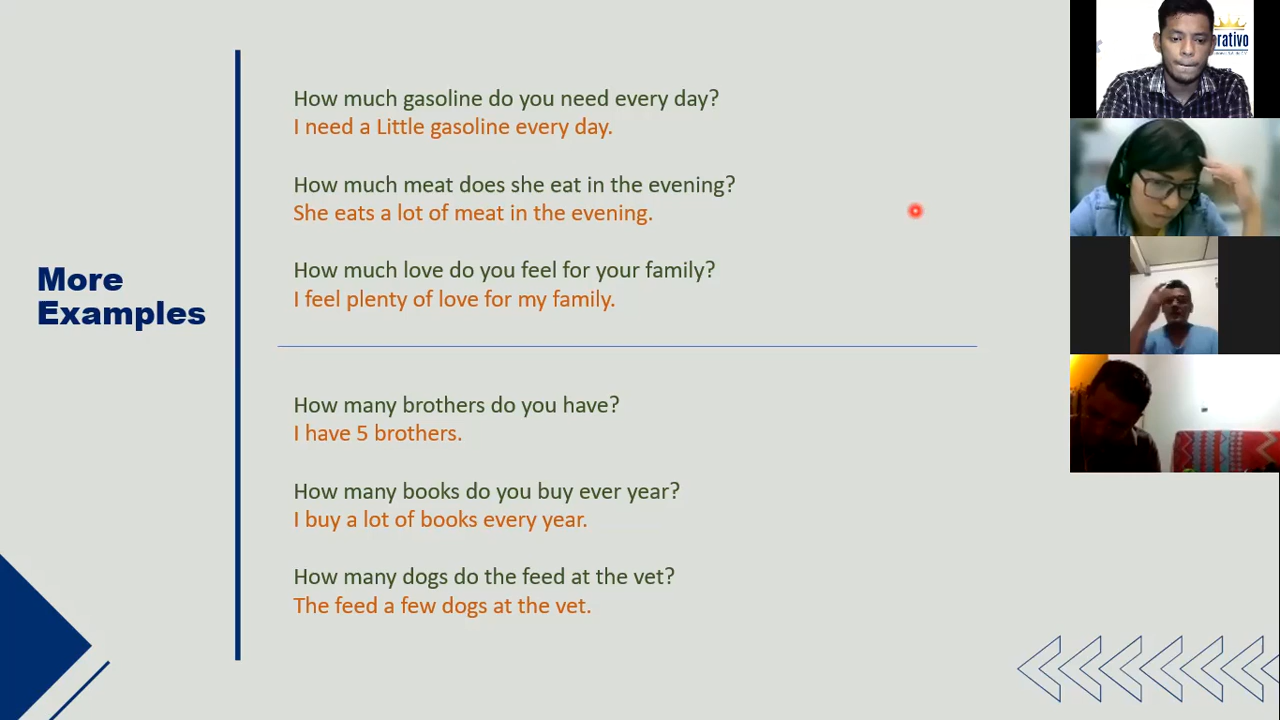 More
Examples
How much gasoline do you need every day?
I need a Little gasoline every day.
How much meat does she eat in the evening?
She eats a lot of meat in the evening.
How much love do you feel for your family?
I feel plenty of love for my family.
How many brothers do you have?
I have 5 brothers.
How many books do you buy ever year?
I buy a lot of books every year.
How many dogs do the feed at the vet?
The feed a few dogs at the vet.
rativo